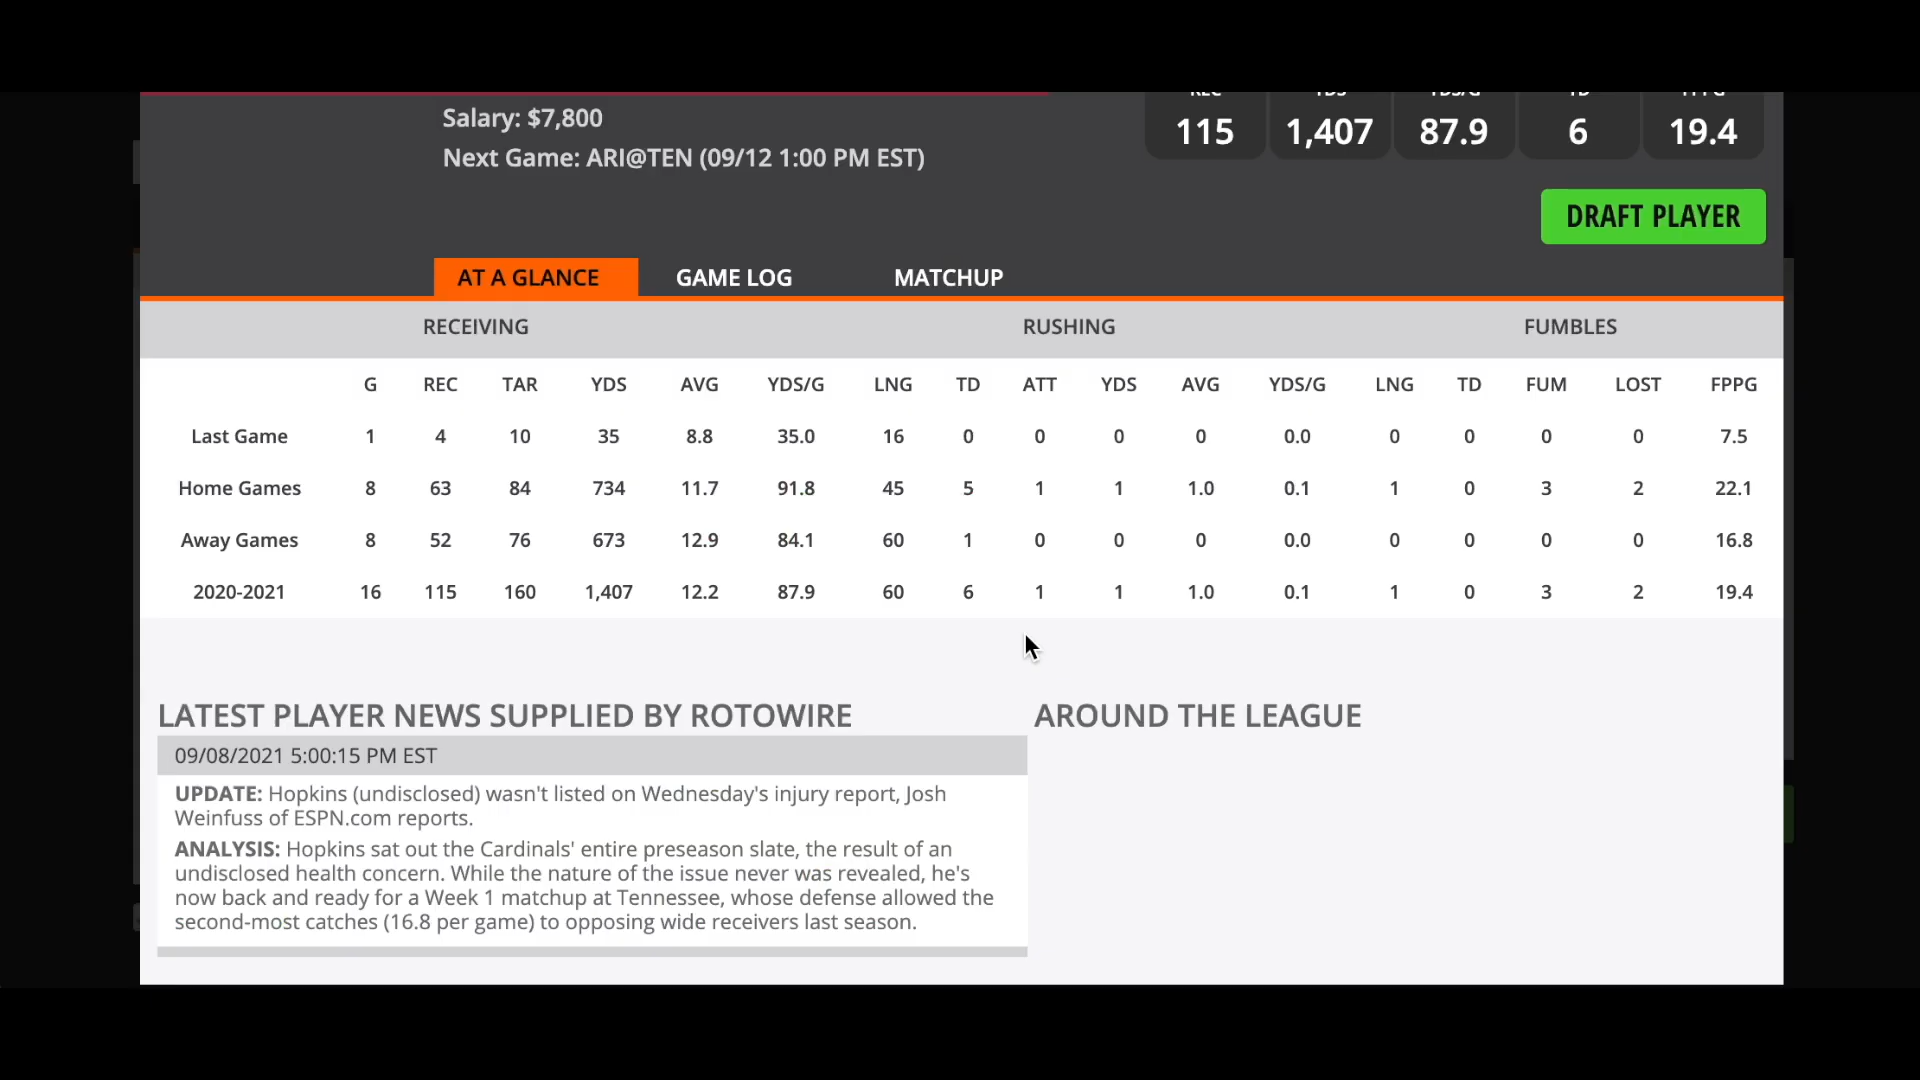 REC YDS YDS/G TD FPPG
Salary: $7,800
115 1,407 87.9 6 19.4
Next Game: ARI@TEN (09/12 1:00 PM EST)
DRAFT PLAYER
AT A GLANCE GAME LOG MATCHUP
RECEIVING RUSHING FUMBLES
G REC TAR YDS AVG YDS/G LNG TD ATT YDS AVG YDS/G LNG TD FUM LOST FPPG
Last Game 1 4 10 35 8.8 35.0 16 0 0 0 0 0.0 0 0 0 0 7.5
Home Games 8 63 84 734 11.7 91.8 45 5 1 1 1.0 0.1 1 0 3 2 22.1
Away Games 8 52 76 673 12.9 84.1 60 1 0 0 0 0.0 0 0 0 0 16.8
2020-2021 16 115 160 1,407 12.2 87.9 60 6 1 1 1.0 0.1 1 0 3 2 19.4
LATEST PLAYER NEWS SUPPLIED BY ROTOWIRE
AROUND THE LEAGUE
09/08/2021 5:00:15 PM EST
UPDATE: Hopkins (undisclosed) wasn't listed on Wednesday's injury report, Josh
Weinfuss of ESPN.com reports.
ANALYSIS: Hopkins sat out the Cardinals' entire preseason slate, the result of an
undisclosed health concern. While the nature of the issue never was revealed, he's
now back and ready for a Week 1 matchup at Tennessee, whose defense allowed the
second-most catches (16.8 per game) to opposing wide receivers last season.